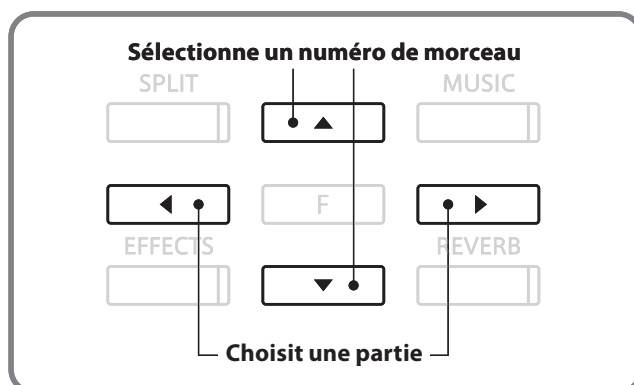 Sélectionne un numéro de morceau
SPLIT
MUSIC
F
EFFECTS
REVERB
Choisit une partie